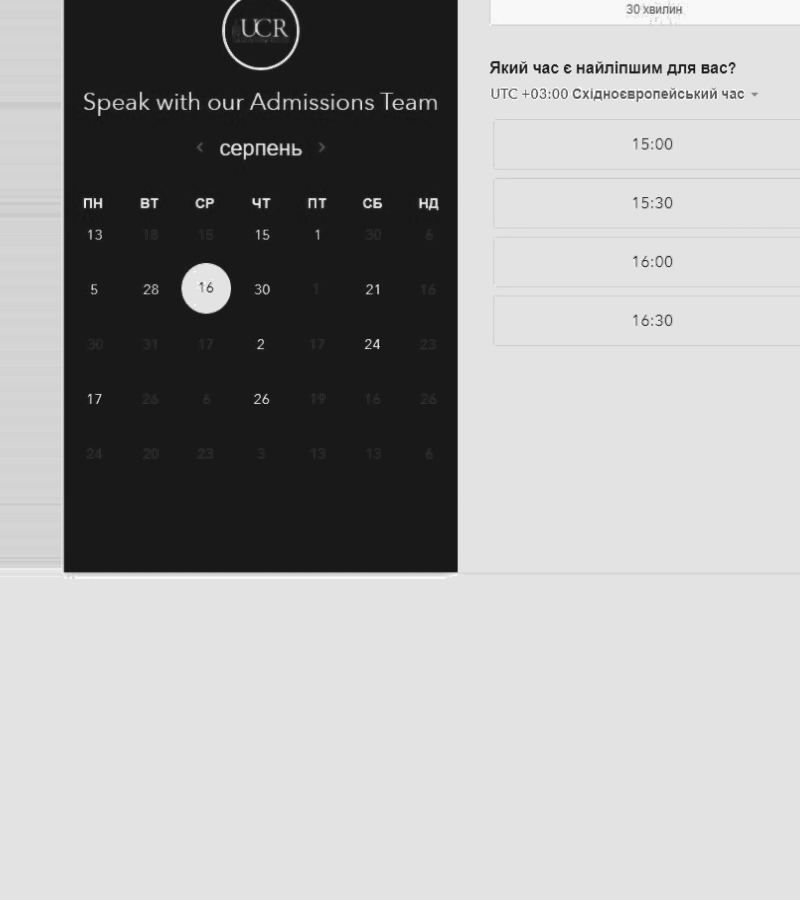 UCR
Speak with our Admissions Team
серпень
ПН ВТ СР ЧТ ПТ СБ НД
13 18 15 15 1 30 6
5 28 16 30 1 21 16
30 31 17 2 17 24 23
17 26 6 26 19 16 26
24 20 23 3 13 13 6
30 хвилин
Який час є найліпшим для вас?
UTC +03:00 Східноєвропейський час
15:00
15:30
16:00
16:30